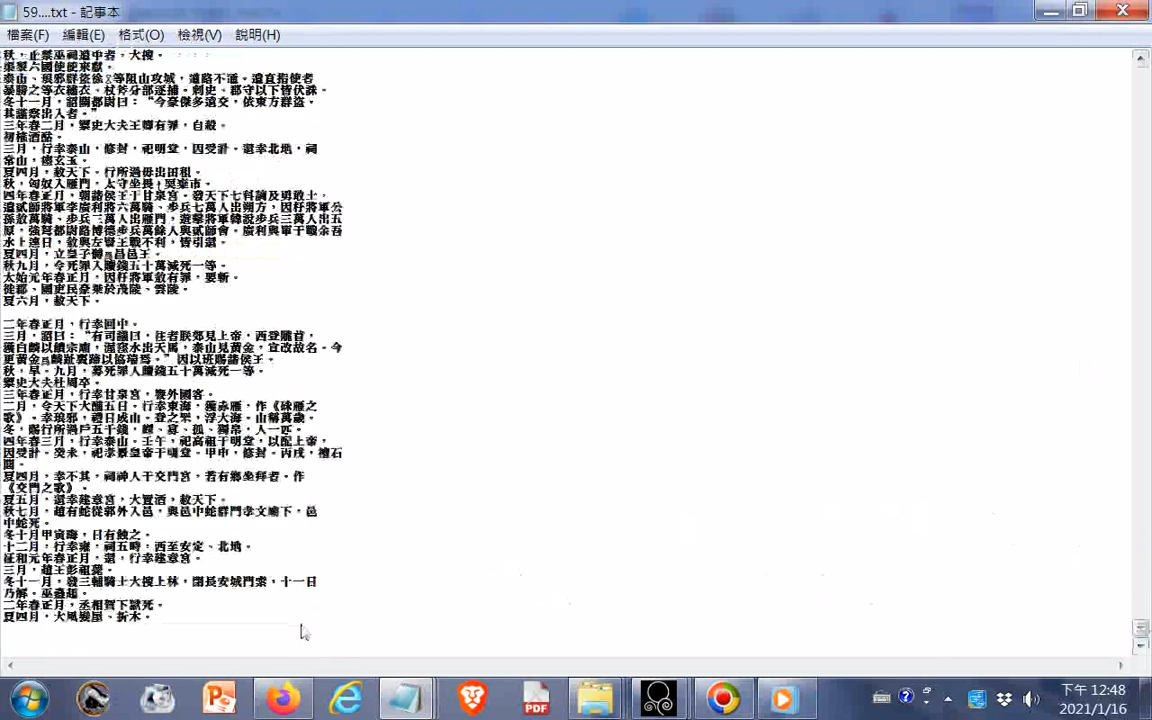 59....txt - 記事本
檔案(F) 編輯(E) 格式(O) 檢視(V) 說明(H)
秋，止禁巫祠道中者。大搜。
渠黎六國使使來獻。
泰山、琅邪群盜徐等阻山攻城，道路不通。遣直指使者
暴勝之等衣繡衣、杖斧分部逐捕。刺史、郡守以下皆伏誅。
冬十一月，詔關都尉曰：“今豪傑多遠交，依東方群盜。
其謹察出入者。”
三年春二月，御史大夫王卿有罪，自殺。
初榷酒酤。
三月，行幸泰山，修封，祀明堂，因受計。還幸北地，祠
常山，瘞玄玉。
夏四月，赦天下。行所過毋出田租。
秋，匈奴入雁門，太守坐畏，臾棄市。
四年春正月，朝諸侯王于甘泉宮。發天下七科謫及勇敢士，
遣貳師將軍李廣利將六萬騎、步兵七萬人出朔方，因杅將軍公
孫敖萬騎、步兵三萬人出雁門，遊擊將軍韓說步兵三萬人出五
原，強弩都尉路博德步兵萬餘人與貳師會。廣利與單于戰余吾
水上連日，敖與左賢王戰不利，皆引還。
夏四月，立皇子髆為昌邑王。
秋九月，令死罪入贖錢五十萬減死一等。
太始元年春正月，因杅將軍敖有罪，要斬。
徙郡、國吏民豪桀於茂陵、雲陵。
夏六月，赦天下。
二年春正月，行幸回中。
三月，詔曰：“有司議曰，往者朕郊見上帝，西登隴首，
獲白麟以饋宗廟，渥窪水出天馬，泰山見黃金，宜改故名。今
更黃金為麟趾褭蹄以協瑞焉。”因以班賜諸侯王。
秋，旱。九月，募死罪人贖錢五十萬減死一等。
御史大夫杜周卒。
三年春正月，行幸甘泉宮，饗外國客。
二月，令天下大酺五日。行幸東海，獲赤雁，作《硃雁之
歌》。幸琅邪，禮日成山。登之罘，浮大海。山稱萬歲。
冬，賜行所過戶五千錢，鰥、寡、孤、獨帛，人一匹。
四年春三月，行幸泰山。壬午，祀高祖于明堂，以配上帝，
因受計。癸未，祀孝景皇帝于明堂。甲申，修封。丙戌，禪石
閭。
夏四月，幸不其，祠神人于交門宮，若有鄉坐拜者。作
《交門之歌》。
夏五月，還幸建章宮，大置酒，赦天下。
秋七月，趙有蛇從郭外入邑，與邑中蛇群鬥孝文廟下，邑
中蛇死。
冬十月甲寅晦，日有蝕之。
十二月，行幸雍，祠五畤，西至安定、北地。
征和元年春正月，還，行幸建章宮。
三月，趙王彭祖薨。
冬十一月，發三輔騎士大搜上林，閉長安城門索，十一日
乃解。巫蠱起。
二年春正月，丞相賀下獄死。
夏四月，大風發屋、折木。
PDF
下午 12:48
2021/1/16